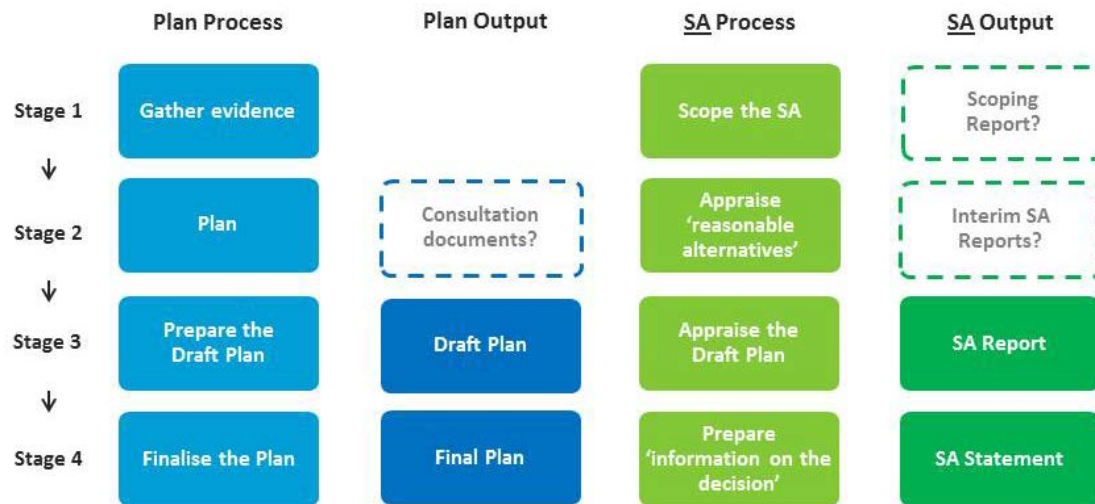 Plan Process
Plan Output
SA Process
SA Output
Stage 1
Gather evidence
Scope the SA
Scoping
Report?
Stage 2
Plan
Consultation
documents?
Appraise
‘reasonable
alternatives’
Interim SA
Reports?
Stage 3
Prepare the
Draft Plan
Draft Plan
Appraise the
Draft Plan
SA Report
Stage 4
Finalise the Plan
Final Plan
Prepare
‘information on the
decision’
SA Statement